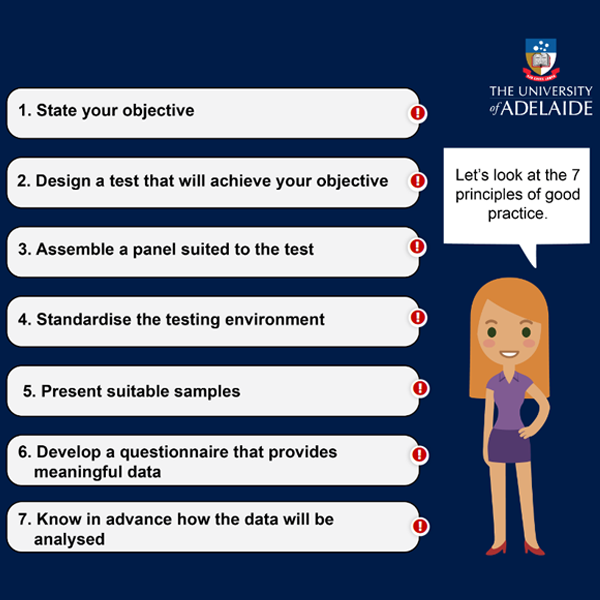 THE UNIVERSITY
of ADELAIDE
1. State your objective
2. Design a test that will achieve your objective
3. Assemble a panel suited to the test
4. Standardise the testing environment
5. Present suitable samples
6. Develop a questionnaire that provides
meaningful data
7. Know in advance how the data will be
analysed
Let's look at the 7
principles of good
practice.